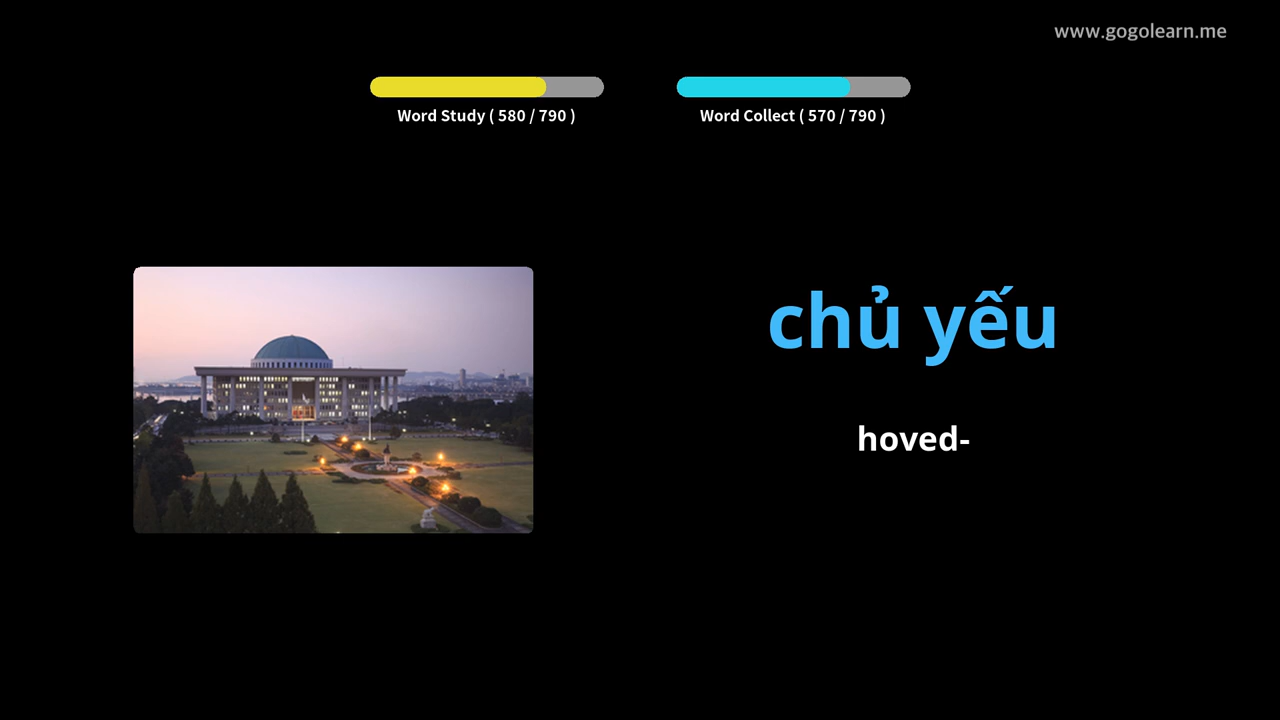 www.gogolearn.me
Word Study ( 580 / 790 )
Word Collect ( 570 / 790 )
chủ yếu
hoved-